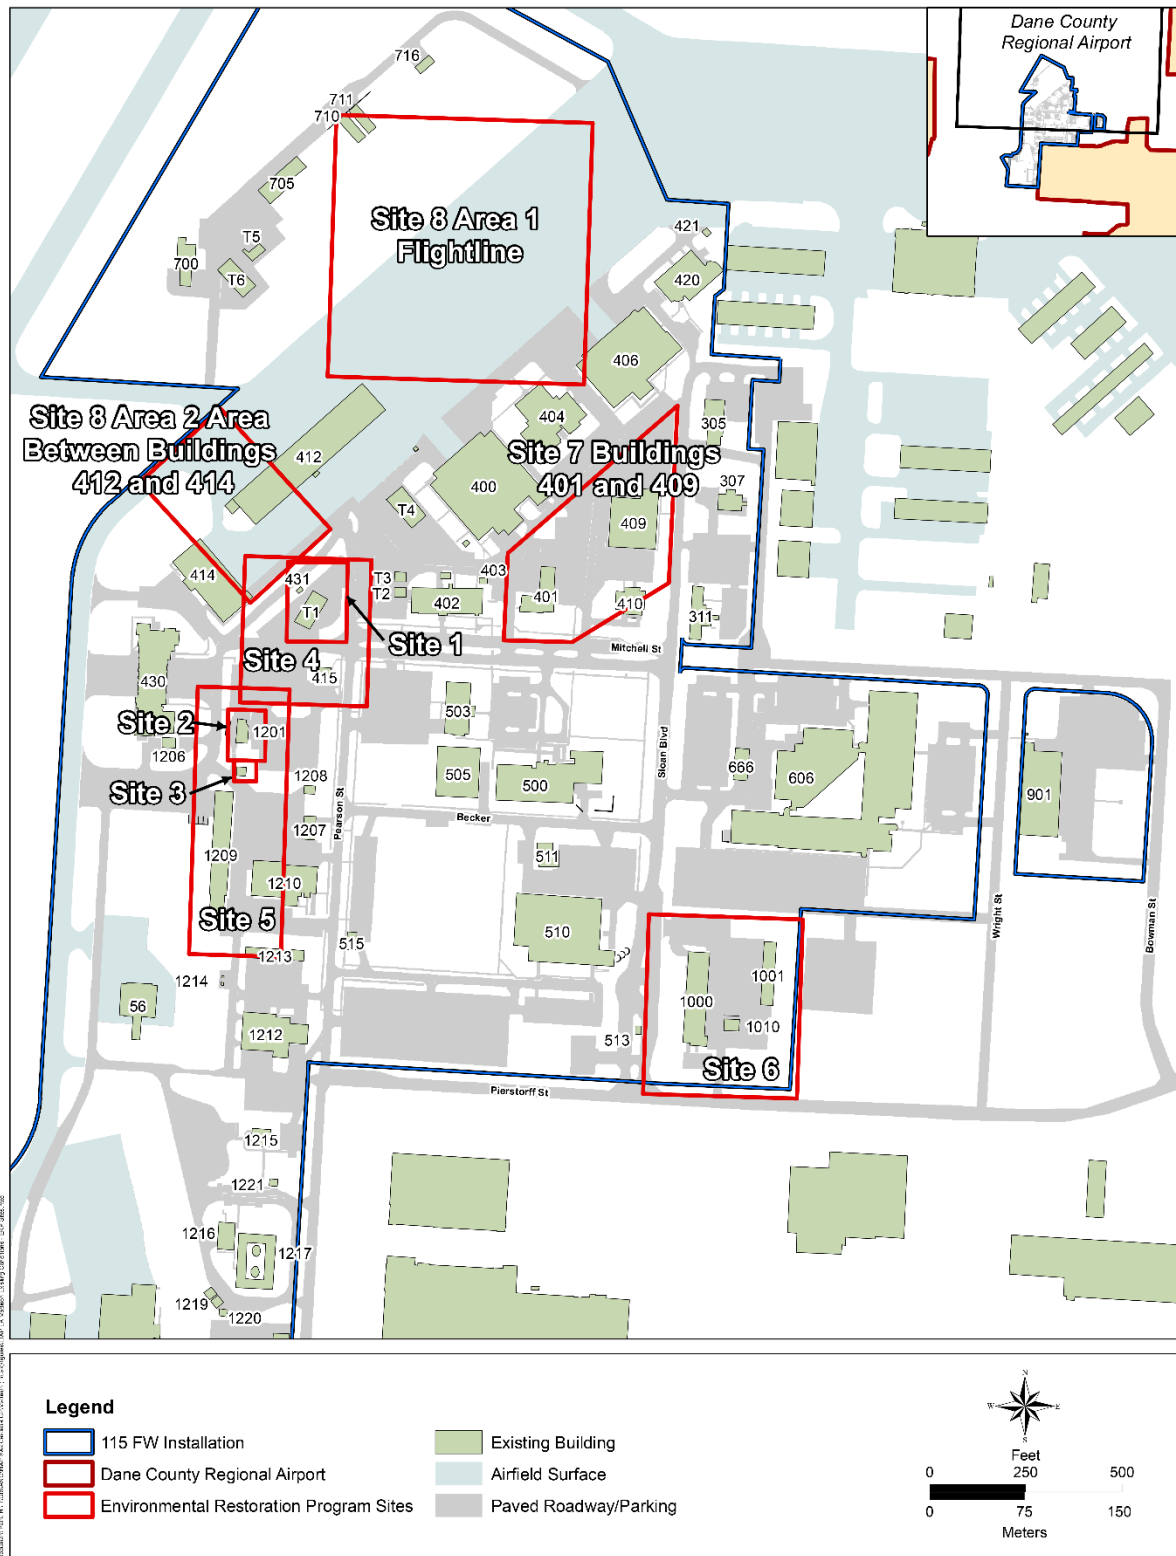 Dane County
Regional Airport
716
711
710
705
Site 8 Area 1
Flightline
421
T5
700
T6
420
406
Site 8 Area 2 Area
Between Buildings
412 and 414
404
305
412
Site 7 Buildings
401 and 409
400
307
T4
409
403
414
431
T3
T2
402
401
410
T1
311
Site 1
Mitchell St
Site 4
415
430
503
Site 2
1201
Sloan Blvd
1206
666
606
505
500
1208
Site 3
901
Pearson St
Becker
1207
1209
511
1210
Site 5
510
Wright St
Bowman St
515
1213
1214
1001
56
1000
1010
1212
513
Site 6
Pierstorff St
1215
1221
1216
1217
1219
1220
Legend
115 FW Installation
Dane County Regional Airport
Environmental Restoration Program Sites
Existing Building
Airfield Surface
Paved Roadway/Parking
N
W
E
S
Feet
0 250 500
0 75 150
Meters